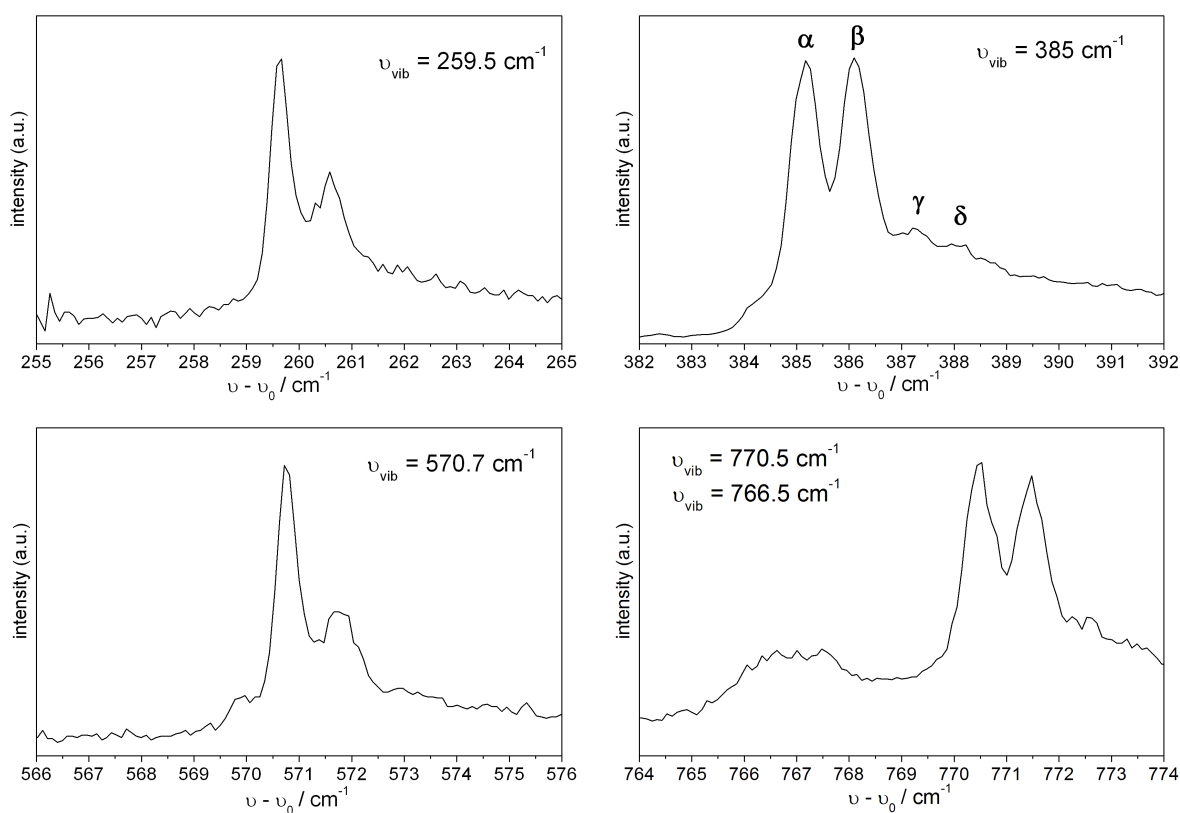 υvib = 259.5 cm-1
intensity (a.u.)
255 256 257 258 259 260 261 262 263 264 265
υ - υ0 / cm-1
α β γ δ
υvib = 385 cm-1
intensity (a.u.)
382 383 384 385 386 387 388 389 390 391 392
υ - υ0 / cm-1
υvib = 570.7 cm-1
intensity (a.u.)
566 567 568 569 570 571 572 573 574 575 576
υ - υ0 / cm-1
υvib = 770.5 cm-1
υvib = 766.5 cm-1
intensity (a.u.)
764 765 766 767 768 769 770 771 772 773 774
υ - υ0 / cm-1